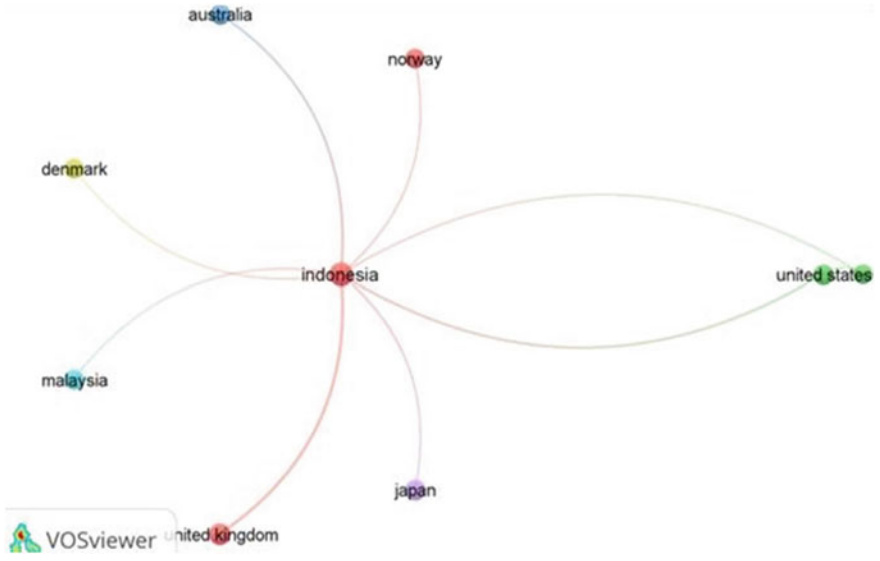 australia
norway
denmark
indonesia
united states
malaysia
japan
united kingdom
VOSviewer